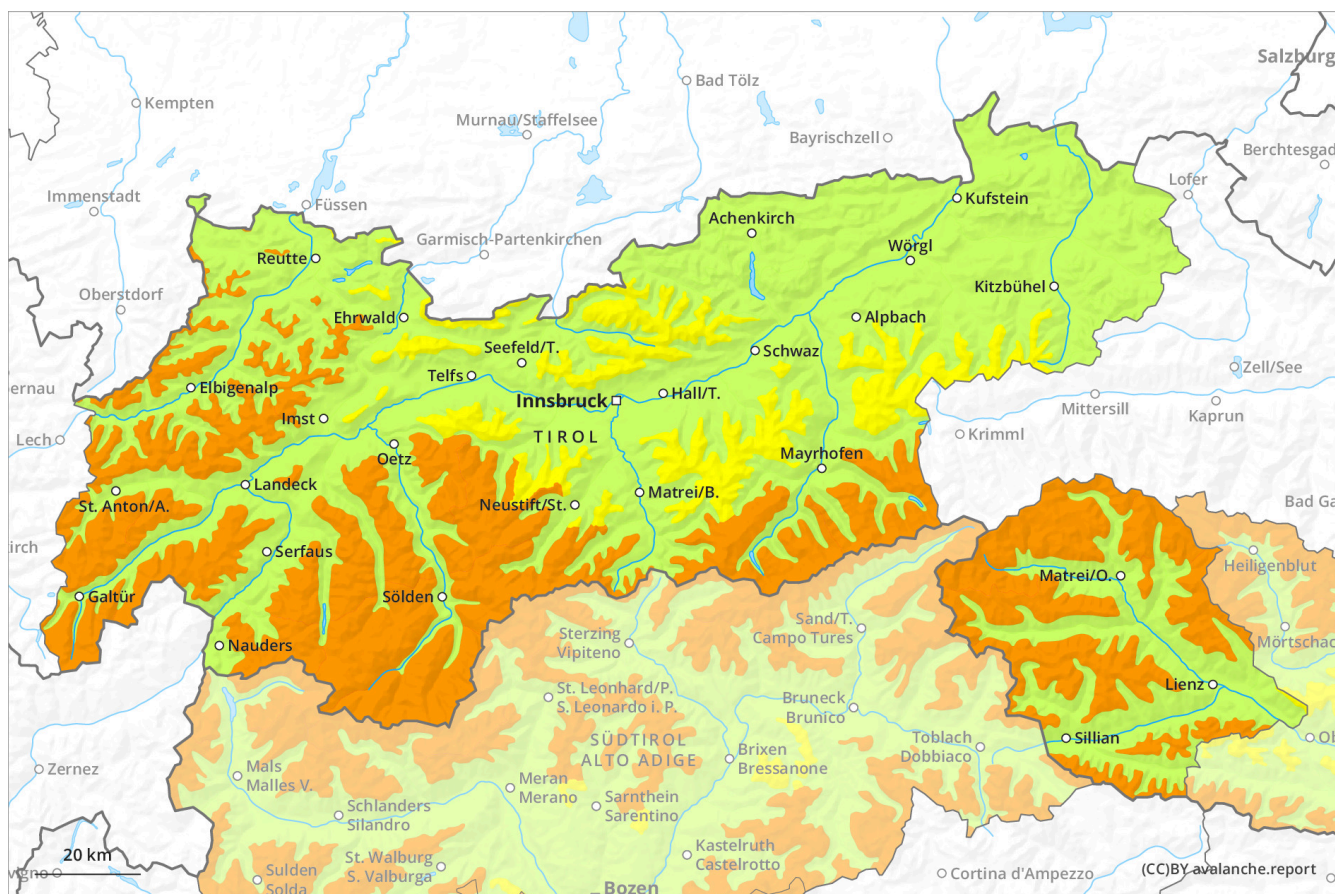 Salzburg
Bad Tölz
Kempten
Murnau/Staffelsee
Bayrischzell
Berchtesgad
Lofer
Immenstadt
Füssen
Kufstein
Achenkirch
Garmisch-Partenkirchen
Wörgl
Reutte
Kitzbühel
Oberstdorf
Ehrwald
Alpbach
Seefeld/T.
Schwaz
Zell/See
Telfs
Elbigenalp
ernau
Hall/T.
Innsbruck
Mittersill
Kaprun
Imst
Krimml
Lech
TIROL
Oetz
Mayrhofen
Landeck
Matrei/B.
St. Anton/A.
Neustift/St.
Bad Ga
irch
Serfaus
Heiligenblut
Matrei/O.
Galtür
Sölden
Sand/T.
Campo Tures
Sterzing
Vipiteno
Mörtschac
Nauders
Lienz
St. Leonhard/P.
S. Leonardo i. P.
Bruneck
Brunico
SÜDTIROL
ALTO ADIGE
Toblach
Dobbiaco
Sillian
Ob
Brixen
Bressanone
Zernez
Mals
Malles V.
Meran
Merano
Sarnthein
Sarentino
Schlanders
Silandro
Kastelruth
Castelrotto
20 km
St. Walburg
S. Valburga
vigno
Sulden
Solda
Bozen
Cortina d'Ampezzo
(CC)BY avalanche.report